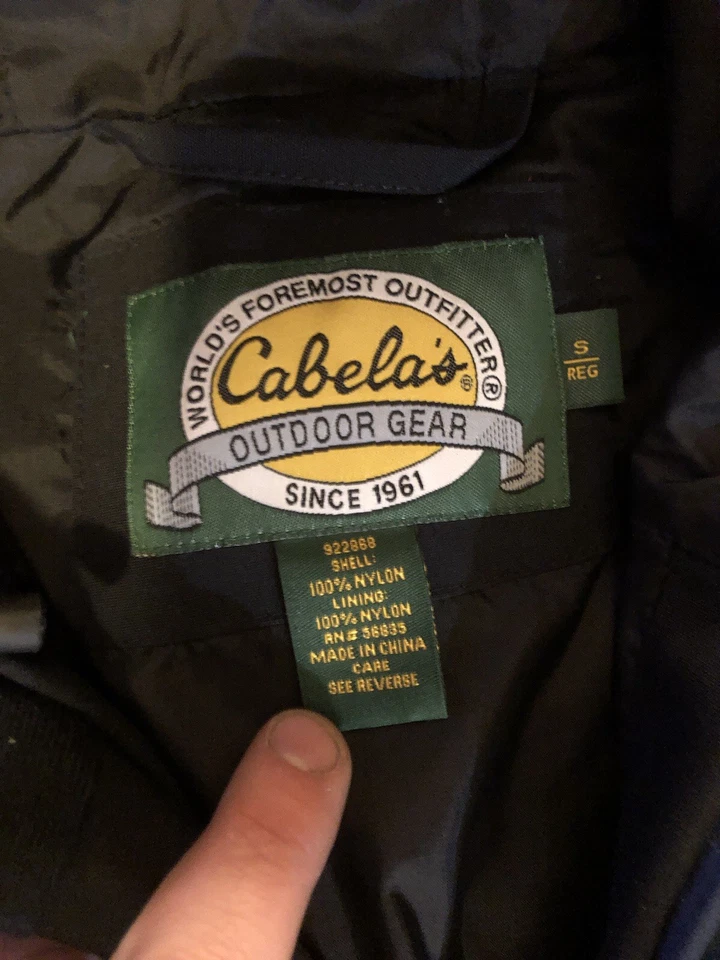 WORLD'S FOREMOST OUTFITTER®
Cabela's®
OUTDOOR GEAR
SINCE 1961
S
REG
922868
SHELL:
100% NYLON
LINING:
100% NYLON
RN# 56835
MADE IN CHINA
CARE
SEE REVERSE